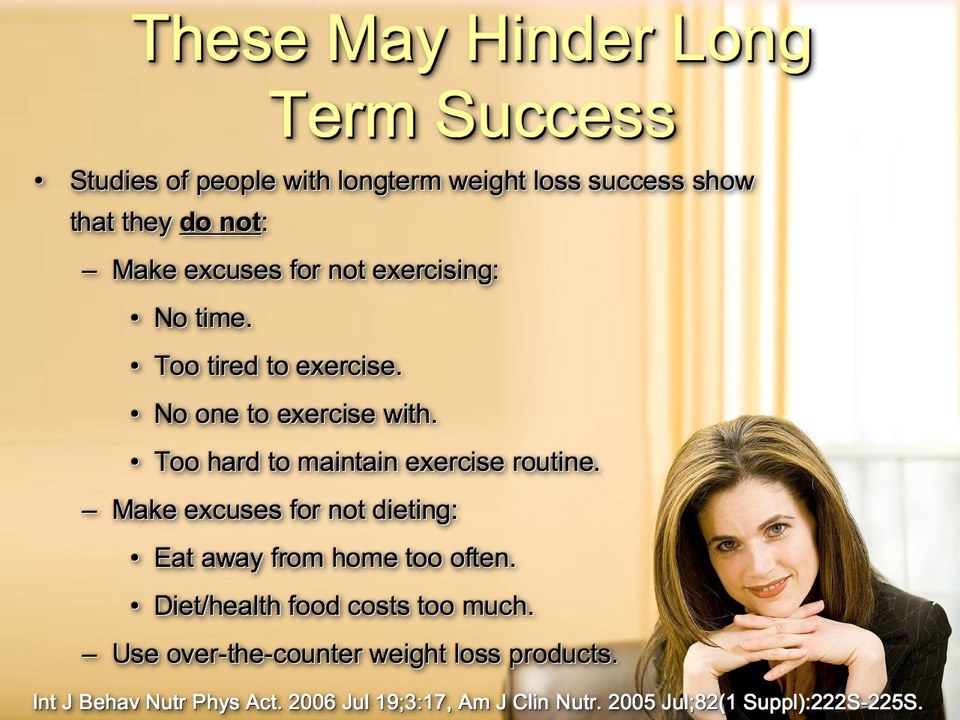 These May Hinder Long
Term Success
• Studies of people with longterm weight loss success show
that they do not:
– Make excuses for not exercising:
• No time.
• Too tired to exercise.
• No one to exercise with.
• Too hard to maintain exercise routine.
– Make excuses for not dieting:
• Eat away from home too often.
• Diet/health food costs too much.
– Use over-the-counter weight loss products.
Int J Behav Nutr Phys Act. 2006 Jul 19;3:17, Am J Clin Nutr. 2005 Jul;82(1 Suppl):222S-225S.